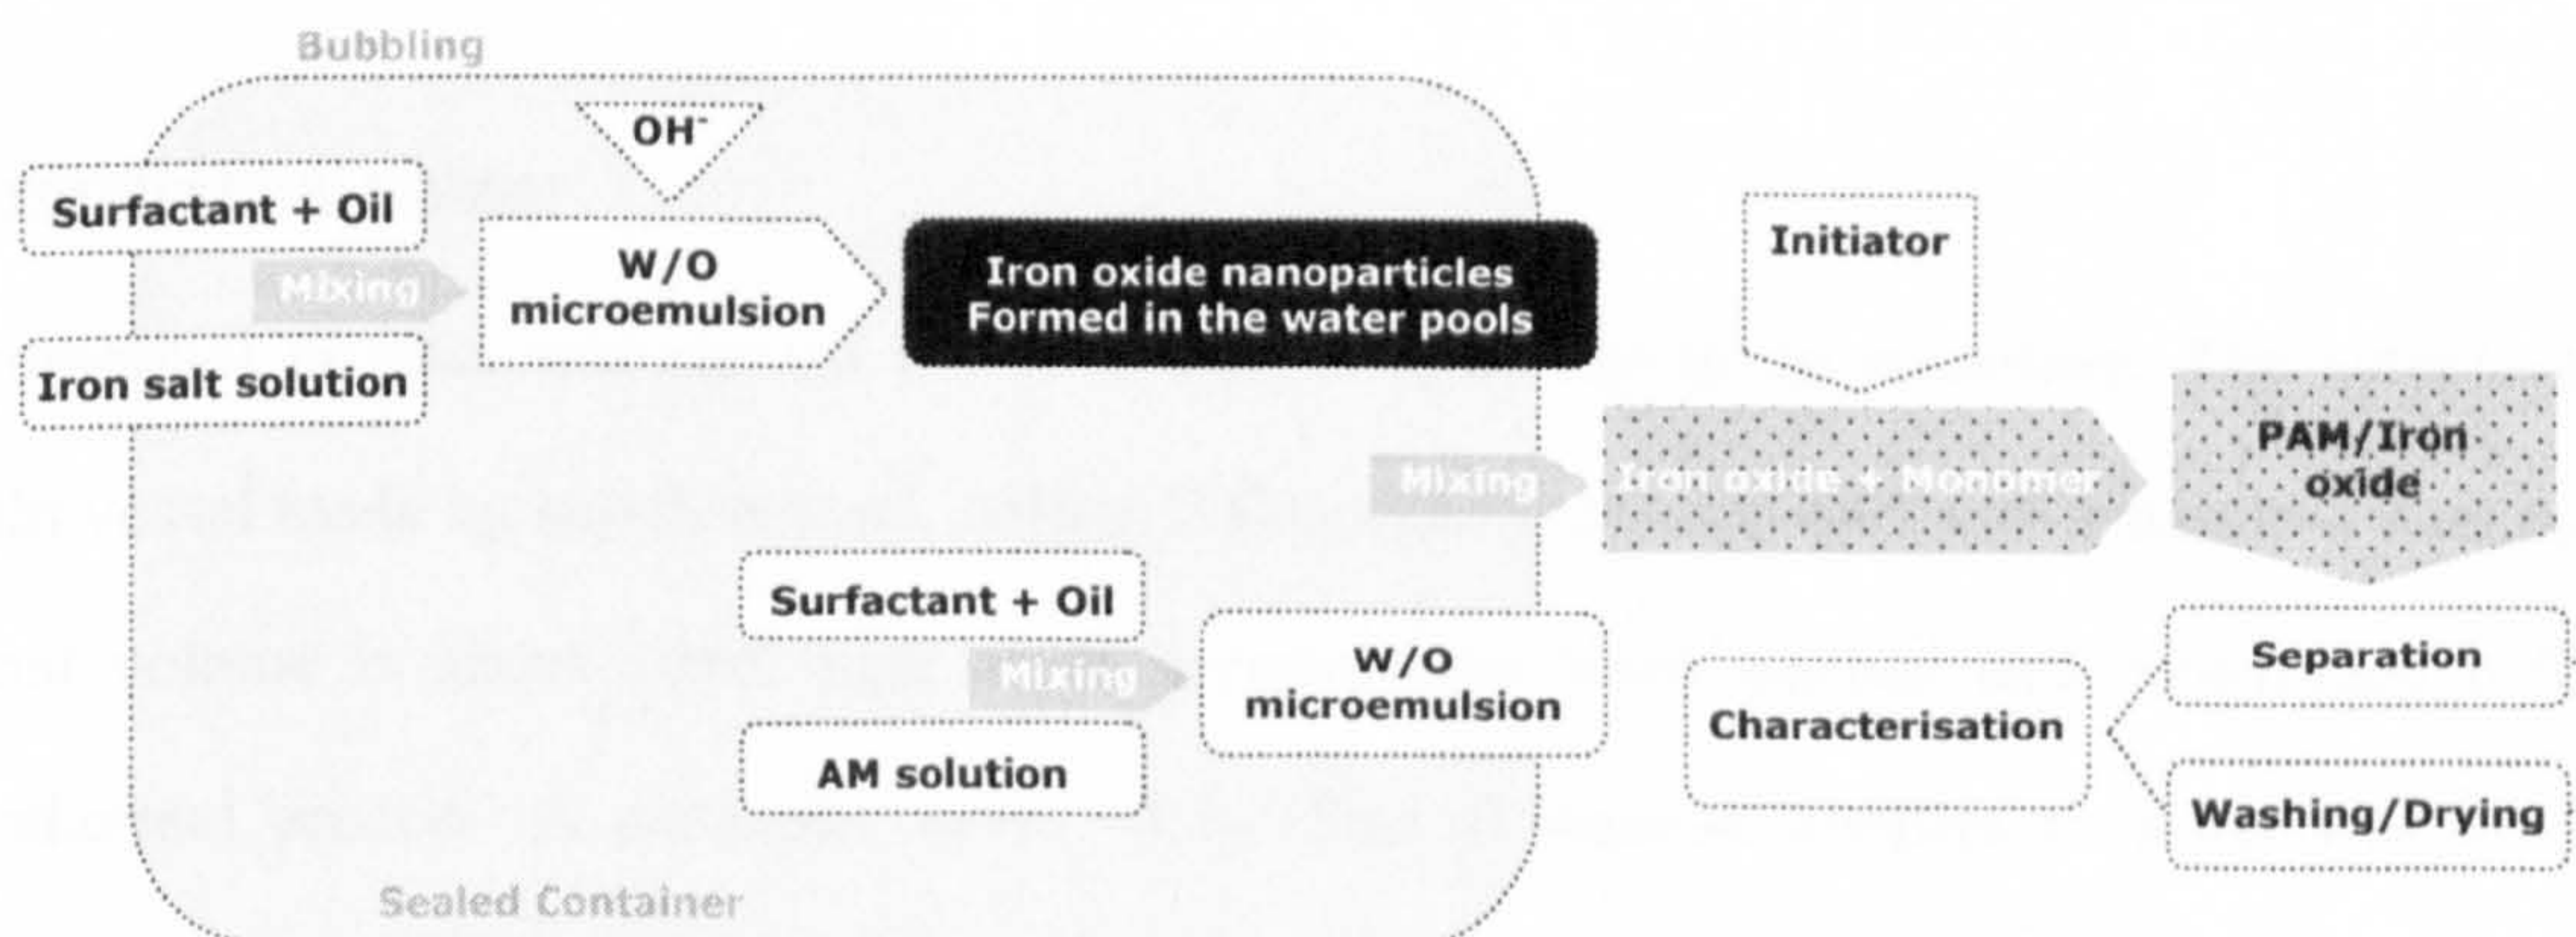 Bubbling
OH⁻
Surfactant + Oil
Mixing
Iron salt solution
W/O
microemulsion
Iron oxide nanoparticles
Formed in the water pools
Initiator
Mixing
Iron oxide + Monomer
PAM/Iron
oxide
Surfactant + Oil
Mixing
AM solution
W/O
microemulsion
Characterisation
Separation
Washing/Drying
Sealed Container